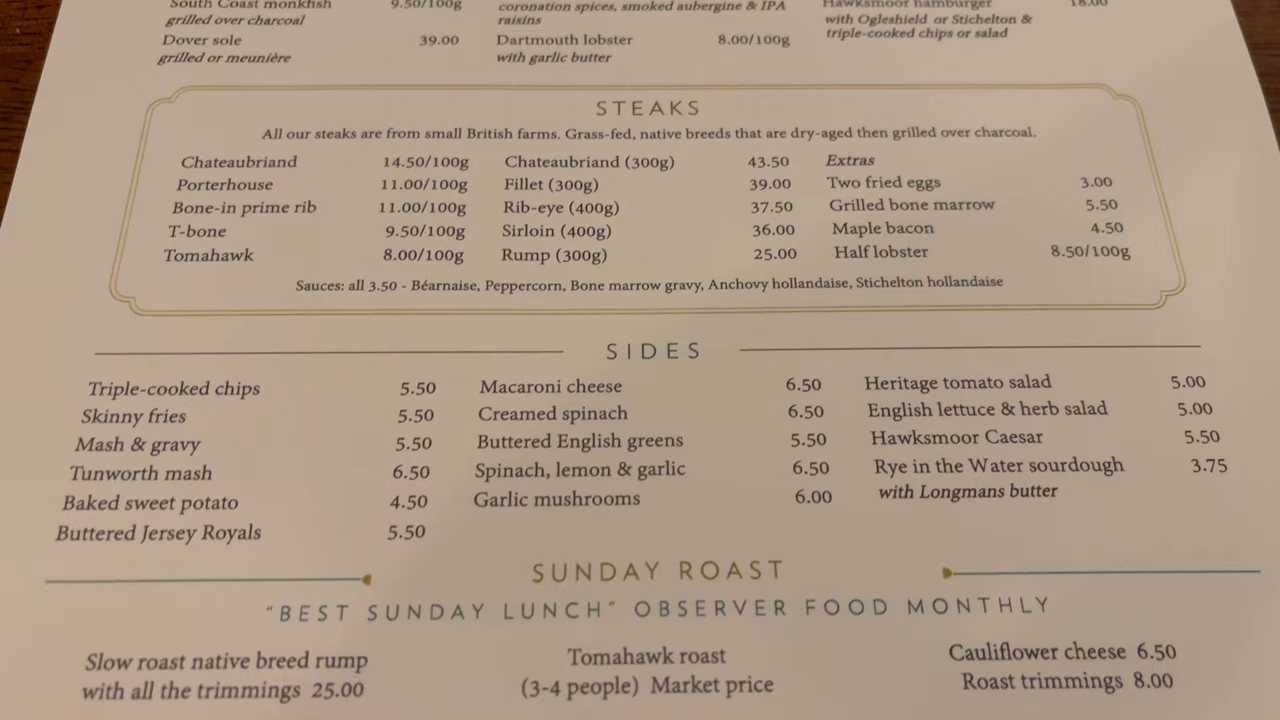 South Coast monkfish 9.50/100g
grilled over charcoal
Dover sole 39.00
grilled or meunière
coronation spices, smoked aubergine & IPA
raisins
Dartmouth lobster 8.00/100g
with garlic butter
Hawksmoor hamburger 18.00
with Ogleshield or Stichelton &
triple-cooked chips or salad
STEAKS
All our steaks are from small British farms. Grass-fed, native breeds that are dry-aged then grilled over charcoal.
Chateaubriand 14.50/100g
Porterhouse 11.00/100g
Bone-in prime rib 11.00/100g
T-bone 9.50/100g
Tomahawk 8.00/100g
Chateaubriand (300g) 43.50
Fillet (300g) 39.00
Rib-eye (400g) 37.50
Sirloin (400g) 36.00
Rump (300g) 25.00
Extras
Two fried eggs 3.00
Grilled bone marrow 5.50
Maple bacon 4.50
Half lobster 8.50/100g
Sauces: all 3.50 - Béarnaise, Peppercorn, Bone marrow gravy, Anchovy hollandaise, Stichelton hollandaise
SIDES
Triple-cooked chips 5.50
Skinny fries 5.50
Mash & gravy 5.50
Tunworth mash 6.50
Baked sweet potato 4.50
Buttered Jersey Royals 5.50
Macaroni cheese 6.50
Creamed spinach 6.50
Buttered English greens 5.50
Spinach, lemon & garlic 6.50
Garlic mushrooms 6.00
Heritage tomato salad 5.00
English lettuce & herb salad 5.00
Hawksmoor Caesar 5.50
Rye in the Water sourdough 3.75
with Longmans butter
SUNDAY ROAST
"BEST SUNDAY LUNCH" OBSERVER FOOD MONTHLY
Slow roast native breed rump
with all the trimmings 25.00
Tomahawk roast
(3-4 people) Market price
Cauliflower cheese 6.50
Roast trimmings 8.00